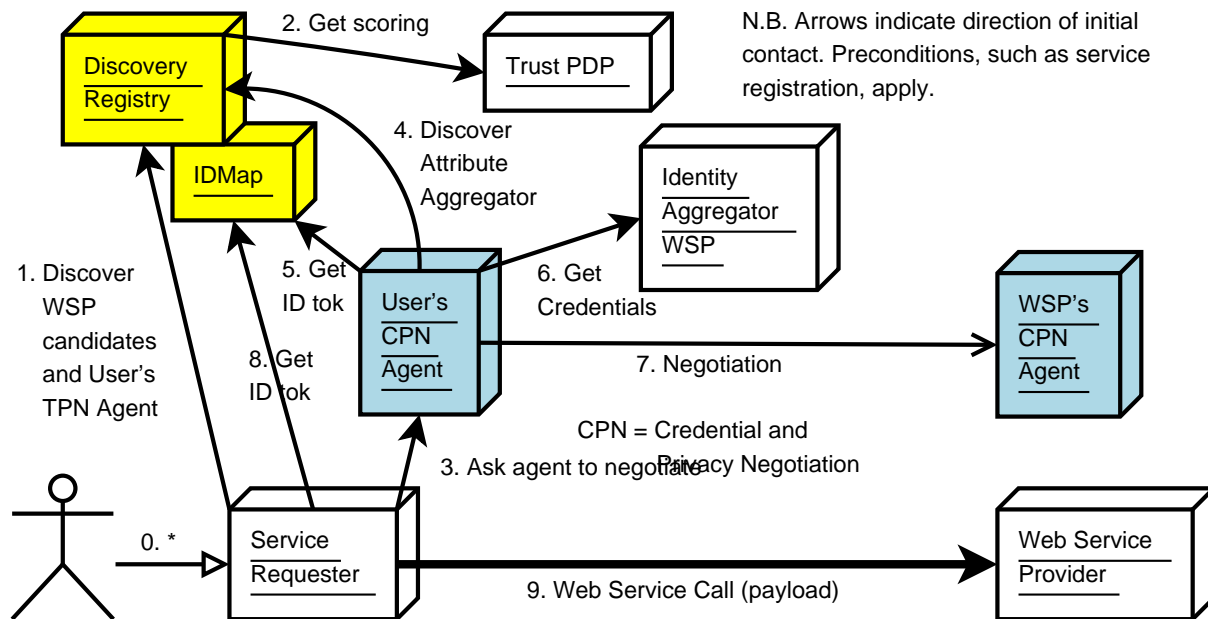 2. Get scoring
N.B. Arrows indicate direction of initial
contact. Preconditions, such as service
registration, apply.
Discovery
Registry
Trust PDP
4. Discover
Attribute
Aggregator
IDMap
Identity
Aggregator
WSP
1. Discover
WSP
candidates
and User's
TPN Agent
5. Get
ID tok
6. Get
Credentials
User's
CPN
Agent
WSP's
CPN
Agent
8. Get
ID tok
7. Negotiation
CPN = Credential and
Privacy Negotiation
3. Ask agent to negotiate
0. *
Service
Requester
Web Service
Provider
9. Web Service Call (payload)